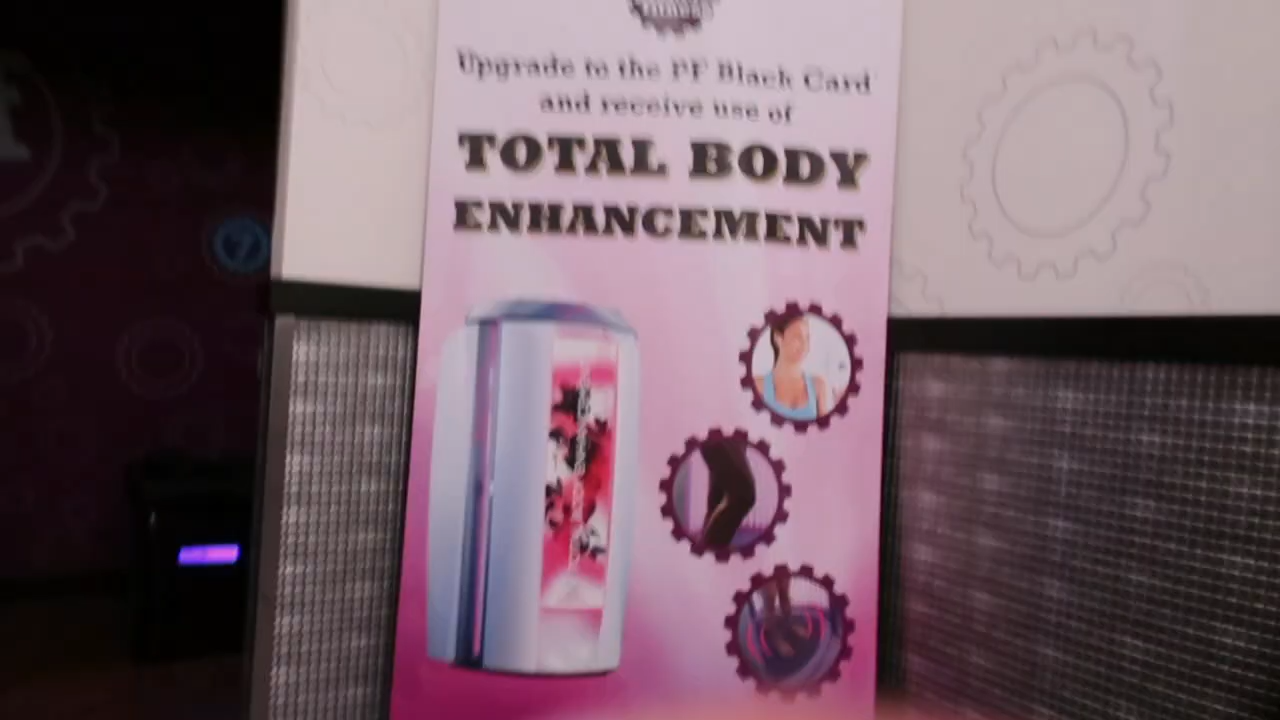 Upgrade to the PF Black Card
and receive use of
TOTAL BODY
ENHANCEMENT